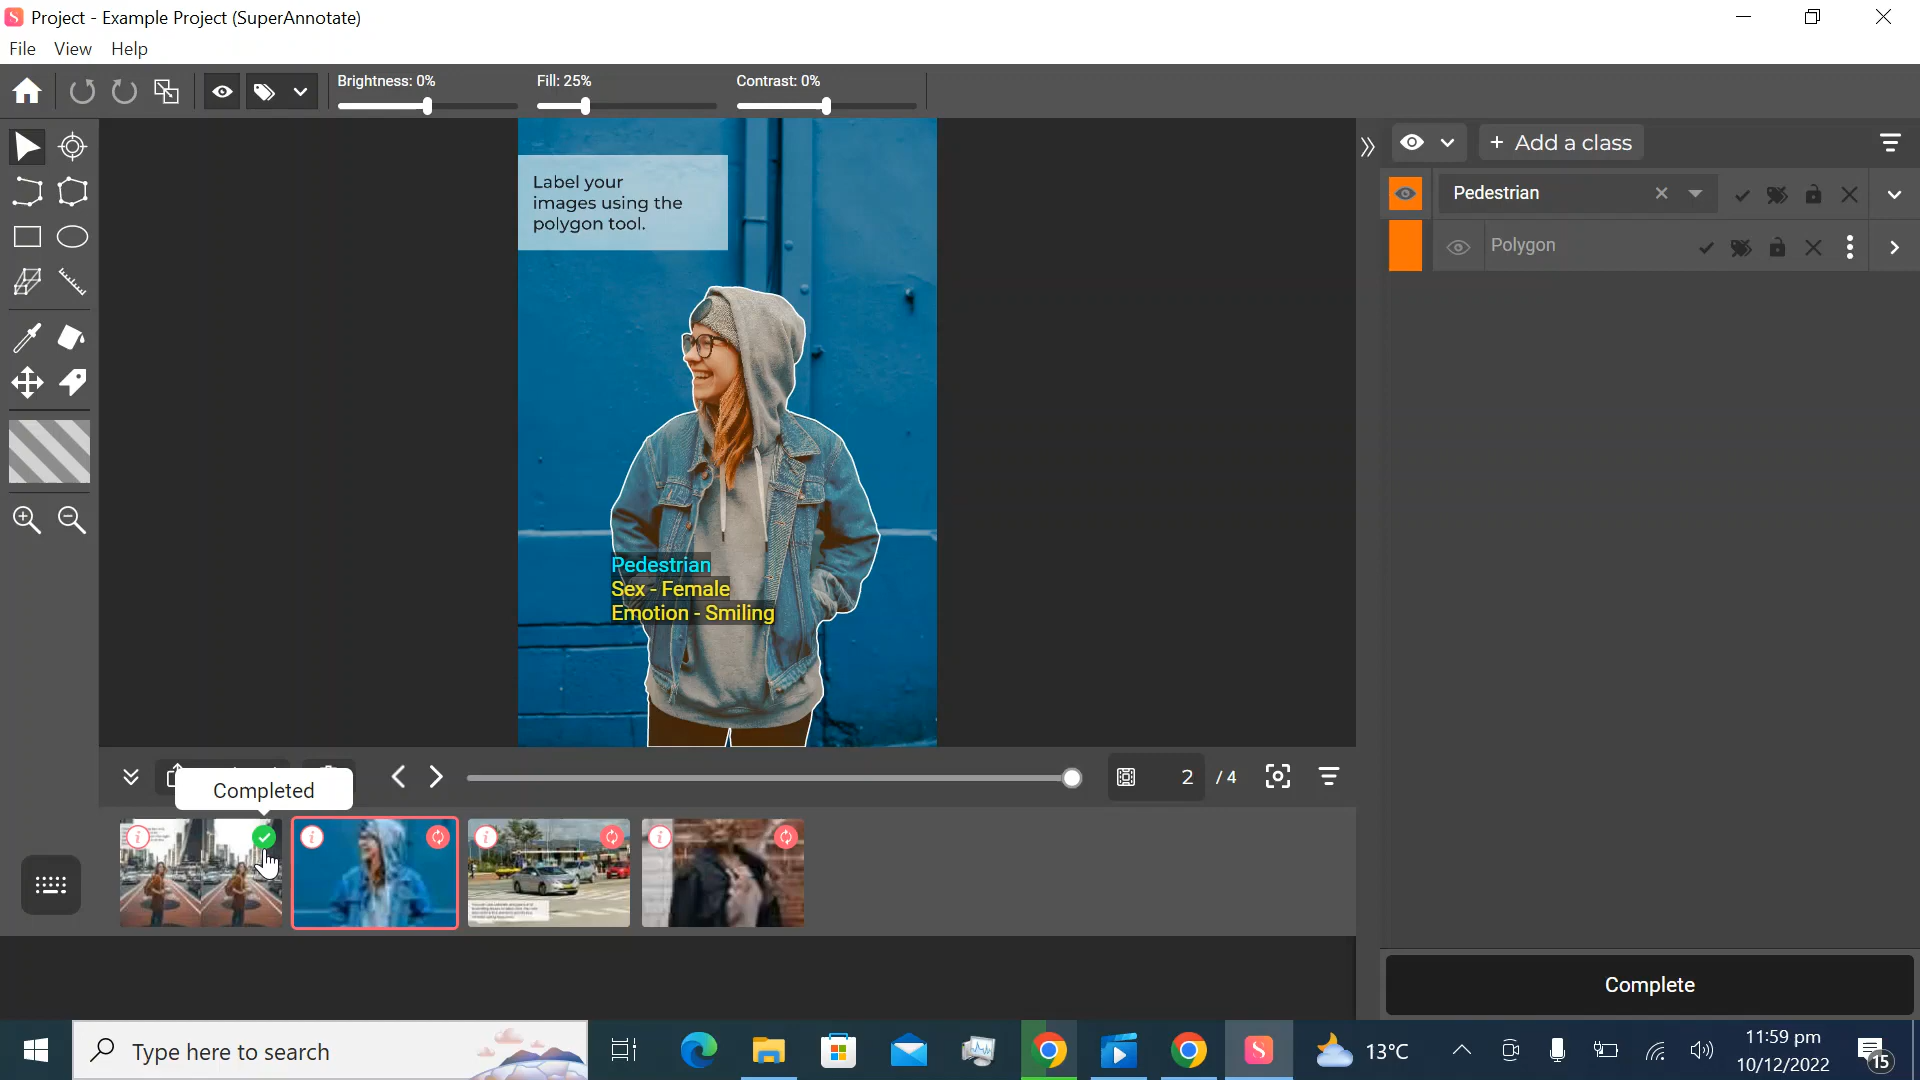 Project - Example Project (SuperAnnotate)
File View Help
Brightness: 0% Fill: 25% Contrast: 0%
+ Add a class
Label your
images using the
polygon tool.
Pedestrian
Polygon
Pedestrian
Sex - Female
Emotion - Smiling
2 / 4
Completed
Complete
Type here to search
13°C
11:59 pm
10/12/2022
15